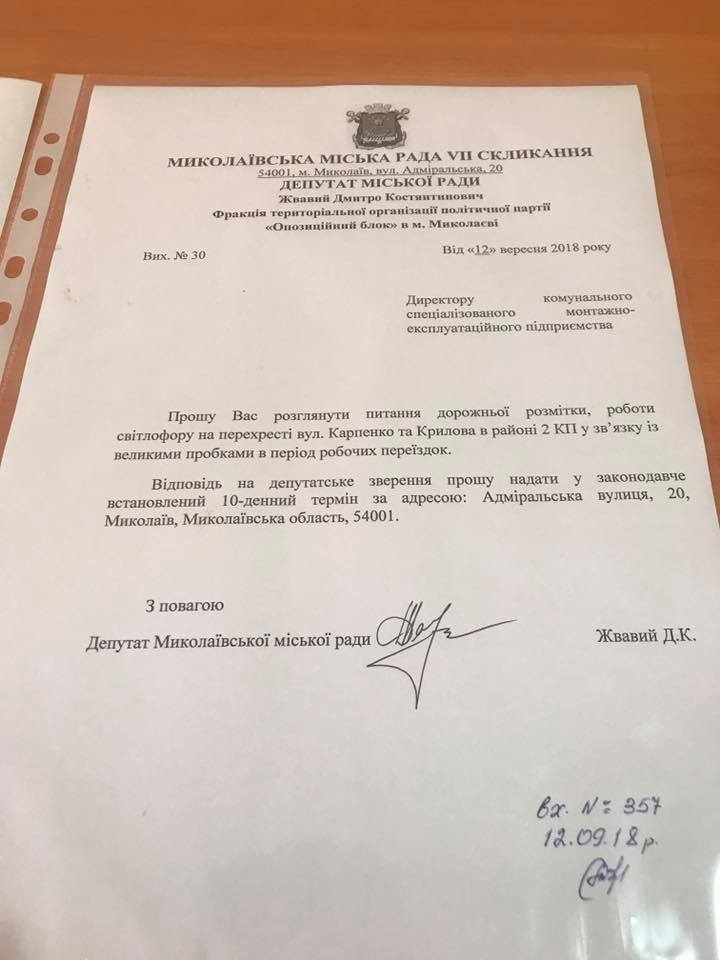 МИКОЛАЇВСЬКА МІСЬКА РАДА VII СКЛИКАННЯ
54001, м. Миколаїв, вул. Адміральська, 20
ДЕПУТАТ МІСЬКОЇ РАДИ
Жвавий Дмитро Костянтинович
Фракція територіальної організації політичної партії
«Опозиційний блок» в м. Миколаєві
Вих. № 30
Від «12» вересня 2018 року
Директору комунального
спеціалізованого монтажно-
експлуатаційного підприємства
Прошу Вас розглянути питання дорожньої розмітки, роботи
світлофору на перехресті вул. Карпенко та Крилова в районі 2 КП у зв’язку із
великими пробками в період робочих переїздок.
Відповідь на депутатське звернення прошу надати у законодавче
встановлений 10-денний термін за адресою: Адміральська вулиця, 20,
Миколаїв, Миколаївська область, 54001.
З повагою
Депутат Миколаївської міської ради
Жвавий Д.К.
вх. № 357
12.09.18 р.